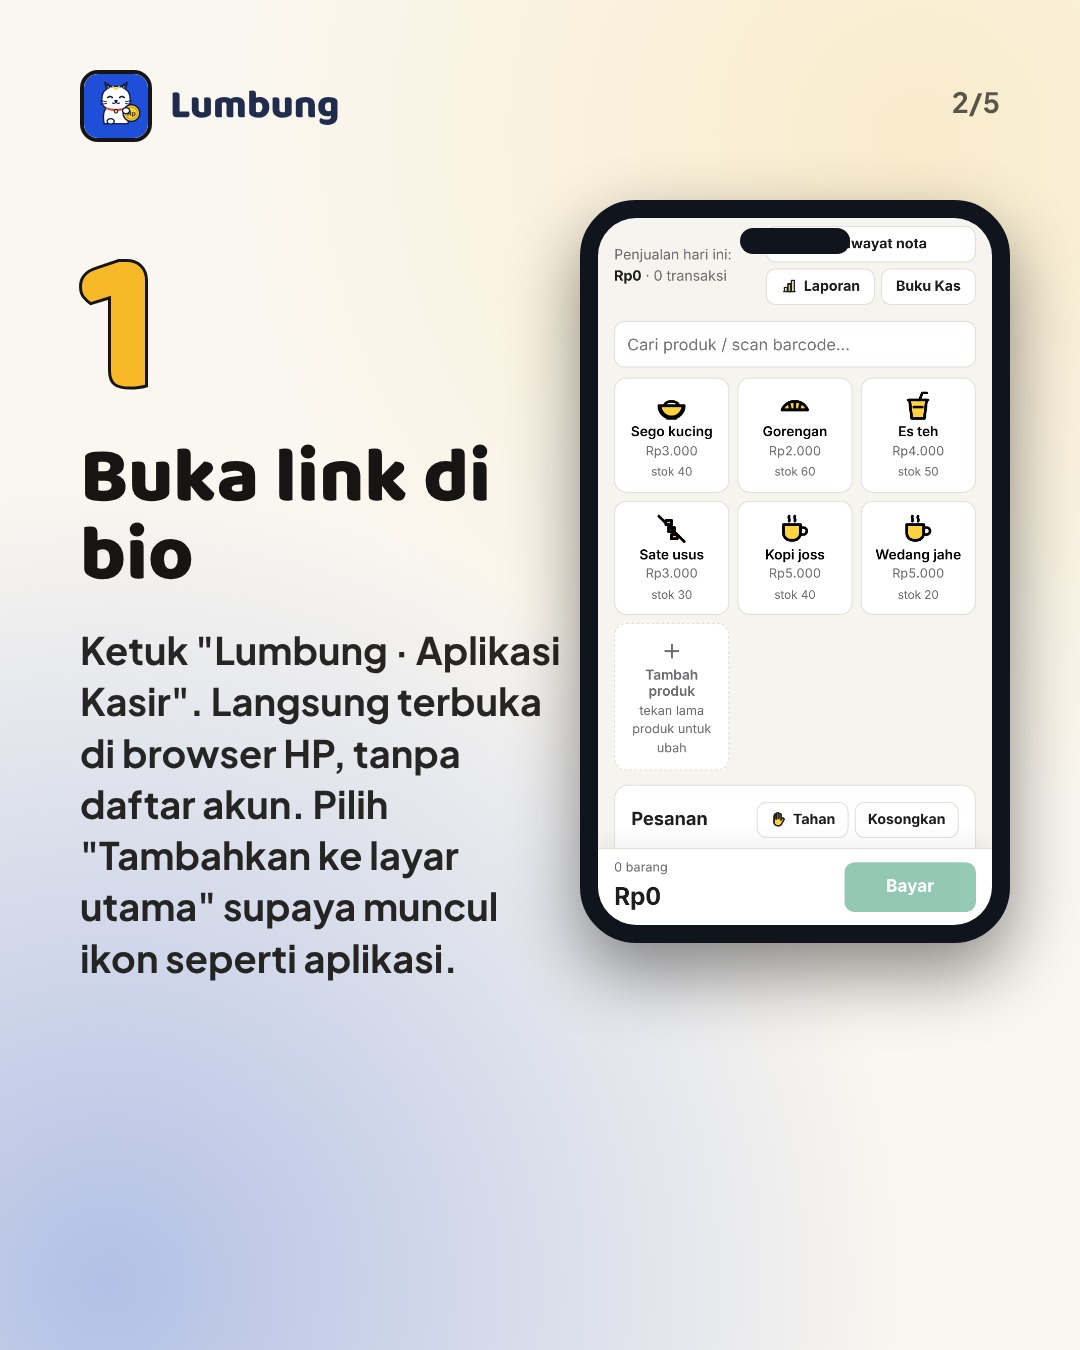 Lumbung
2/5
1
Buka link di
bio
Ketuk "Lumbung · Aplikasi
Kasir". Langsung terbuka
di browser HP, tanpa
daftar akun. Pilih
"Tambahkan ke layar
utama" supaya muncul
ikon seperti aplikasi.
wayat nota
Penjualan hari ini:
Rp0 · 0 transaksi
Laporan
Buku Kas
Cari produk / scan barcode...
Sego kucing
Rp3.000
stok 40
Gorengan
Rp2.000
stok 60
Es teh
Rp4.000
stok 50
Sate usus
Rp3.000
stok 30
Kopi joss
Rp5.000
stok 40
Wedang jahe
Rp5.000
stok 20
Tambah
produk
tekan lama
produk untuk
ubah
Pesanan
Tahan
Kosongkan
0 barang
Rp0
Bayar